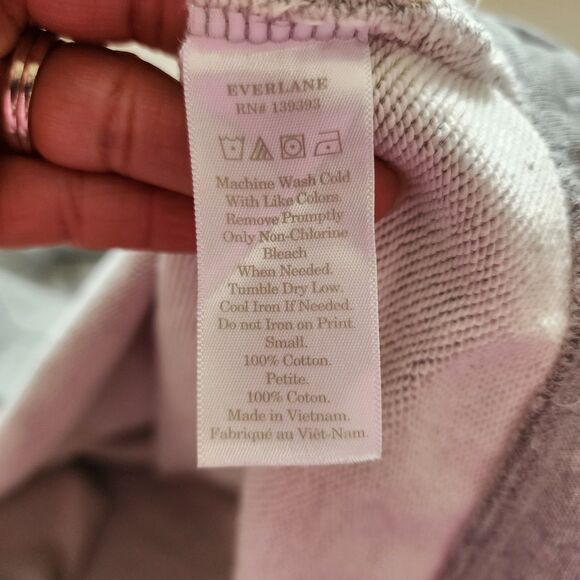 EVERLANE
RN# 139393
Machine Wash Cold
With Like Colors.
Remove Promptly
Only Non-Chlorine
Bleach
When Needed.
Tumble Dry Low.
Cool Iron If Needed.
Do not Iron on Print.
Small.
100% Cotton.
Petite.
100% Coton.
Made in Vietnam.
Fabriqué au Viêt-Nam.